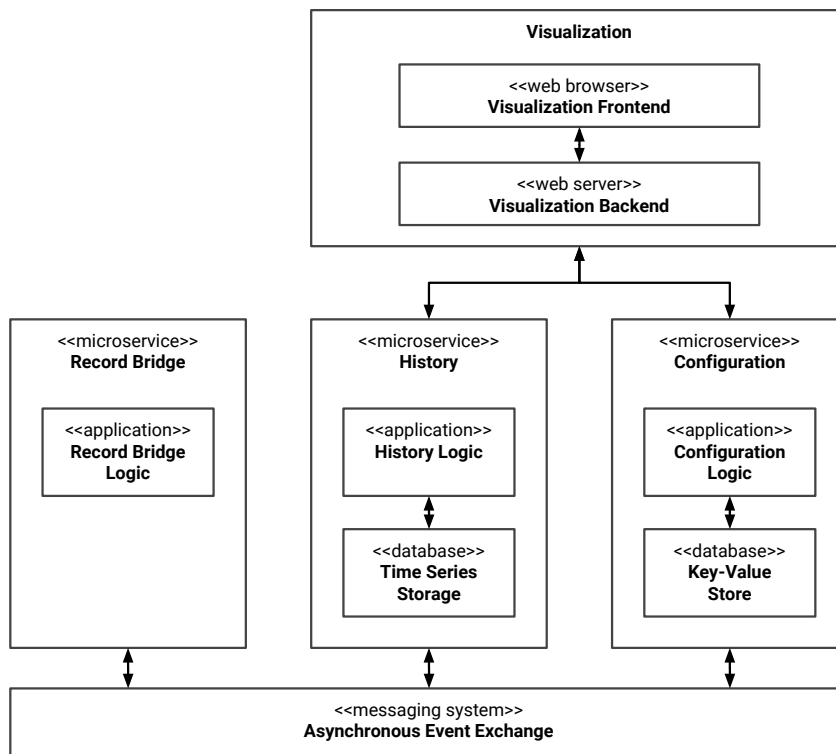 Visualization
<<web browser>>
Visualization Frontend
<<web server>>
Visualization Backend
<<microservice>>
Record Bridge
<<application>>
Record Bridge
Logic
<<microservice>>
History
<<application>>
History Logic
<<database>>
Time Series
Storage
<<microservice>>
Configuration
<<application>>
Configuration
Logic
<<database>>
Key-Value
Store
<<messaging system>>
Asynchronous Event Exchange